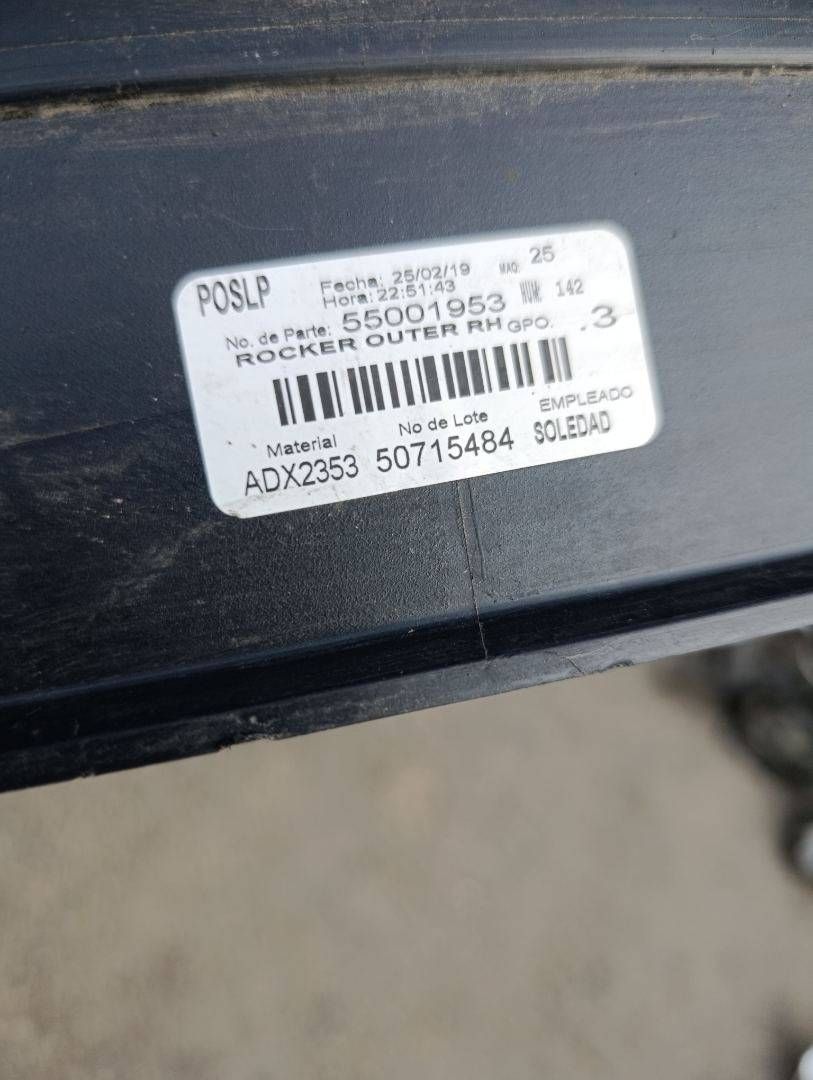 POSLP Fecha: 25/02/19 MAQ: 25
Hora: 22:51:43 NUM: 142
No. de Parte: 55001953
ROCKER OUTER RH GPO. .3
Material No de Lote EMPLEADO
ADX2353 50715484 SOLEDAD